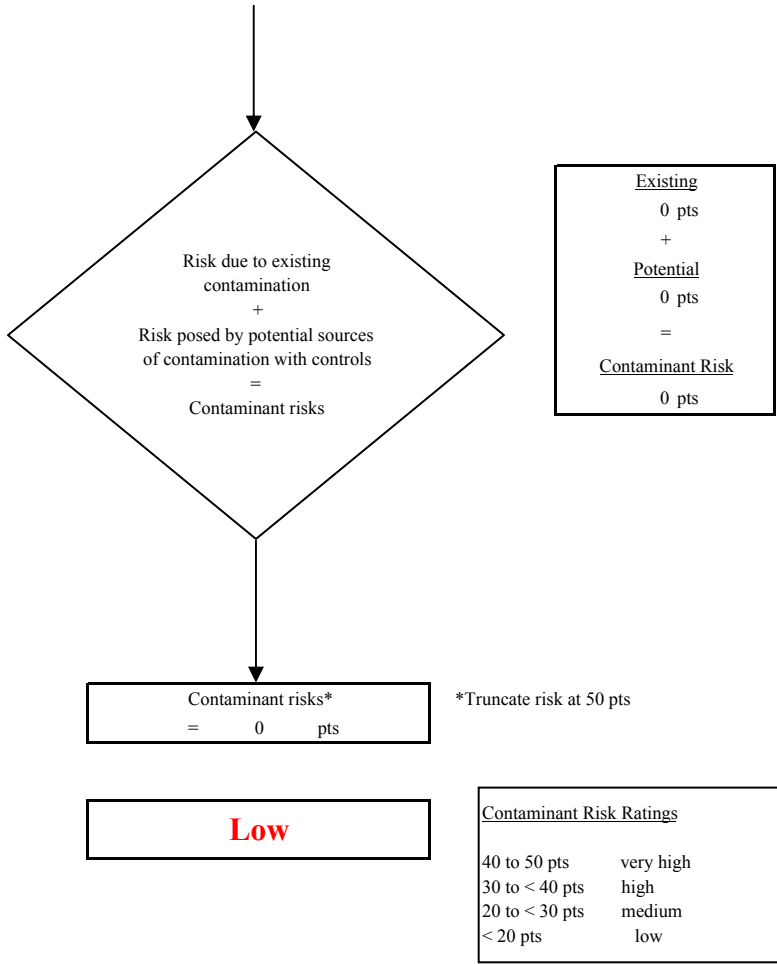 Risk due to existing
contamination
+
Risk posed by potential sources
of contamination with controls
=
Contaminant risks
Existing
0 pts
+
Potential
0 pts
=
Contaminant Risk
0 pts
Contaminant risks*
= 0 pts
*Truncate risk at 50 pts
Low
Contaminant Risk Ratings
40 to 50 pts very high
30 to < 40 pts high
20 to < 30 pts medium
< 20 pts low